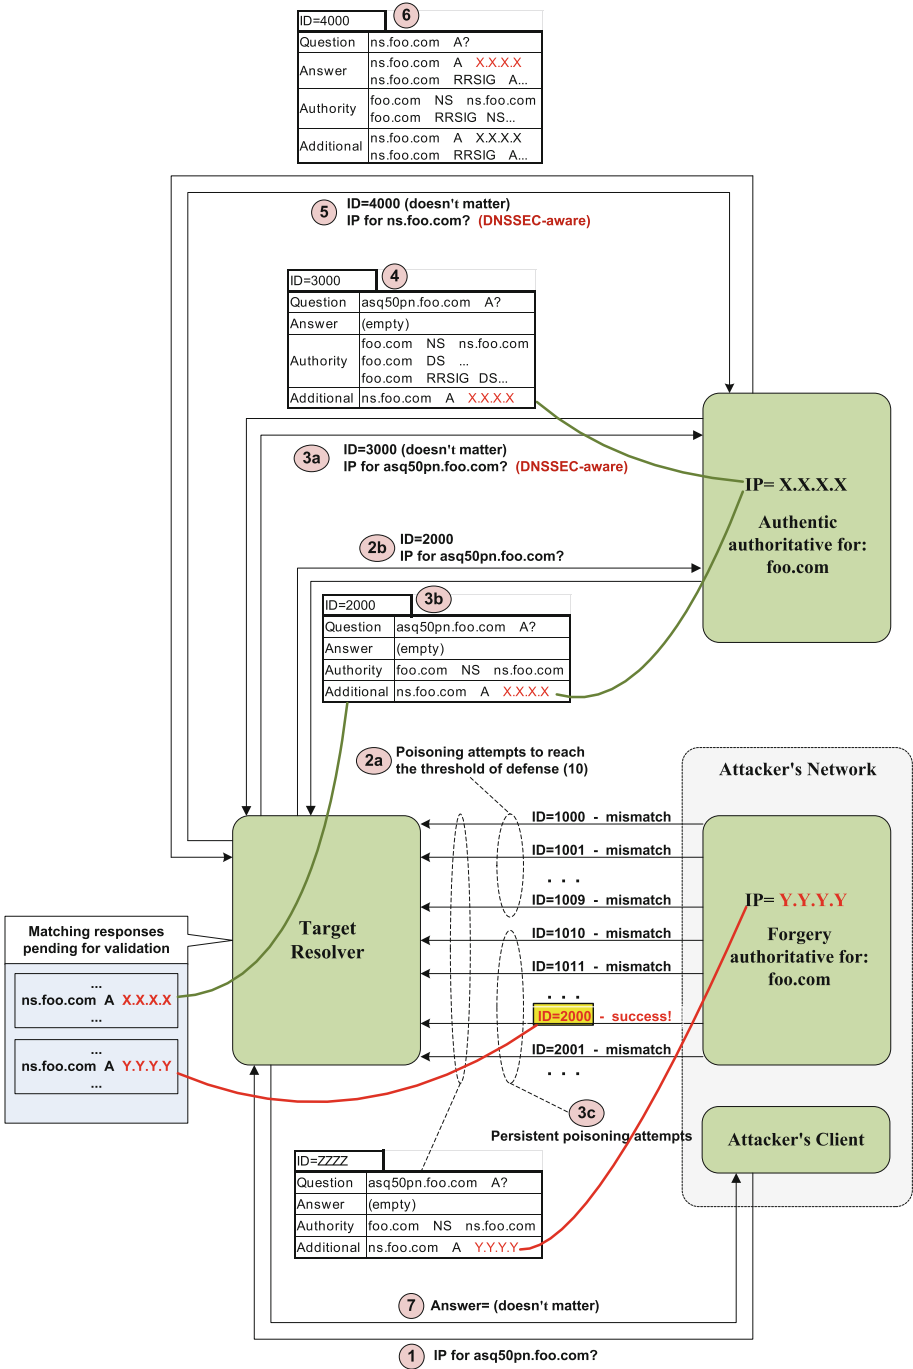 ID=4000
6
Question ns.foo.com A?
Answer ns.foo.com A X.X.X.X
ns.foo.com RRSIG A...
Authority foo.com NS ns.foo.com
foo.com RRSIG NS...
Additional ns.foo.com A X.X.X.X
ns.foo.com RRSIG A...
5
ID=4000 (doesn't matter)
IP for ns.foo.com? (DNSSEC-aware)
ID=3000
4
Question asq50pn.foo.com A?
Answer (empty)
Authority foo.com NS ns.foo.com
foo.com DS ...
foo.com RRSIG DS...
Additional ns.foo.com A X.X.X.X
3a
ID=3000 (doesn't matter)
IP for asq50pn.foo.com? (DNSSEC-aware)
IP= X.X.X.X
Authentic
authoritative for:
foo.com
2b
ID=2000
IP for asq50pn.foo.com?
ID=2000
3b
Question asq50pn.foo.com A?
Answer (empty)
Authority foo.com NS ns.foo.com
Additional ns.foo.com A X.X.X.X
2a
Poisoning attempts to reach
the threshold of defense (10)
Attacker's Network
ID=1000 - mismatch
ID=1001 - mismatch
. . .
ID=1009 - mismatch
ID=1010 - mismatch
ID=1011 - mismatch
. . .
ID=2000 - success!
ID=2001 - mismatch
. . .
IP= Y.Y.Y.Y
Forgery
authoritative for:
foo.com
Target
Resolver
Matching responses
pending for validation
...
ns.foo.com A X.X.X.X
...
...
ns.foo.com A Y.Y.Y.Y
...
3c
Persistent poisoning attempts
Attacker's Client
ID=ZZZZ
Question asq50pn.foo.com A?
Answer (empty)
Authority foo.com NS ns.foo.com
Additional ns.foo.com A Y.Y.Y.Y
7
Answer= (doesn't matter)
1
IP for asq50pn.foo.com?